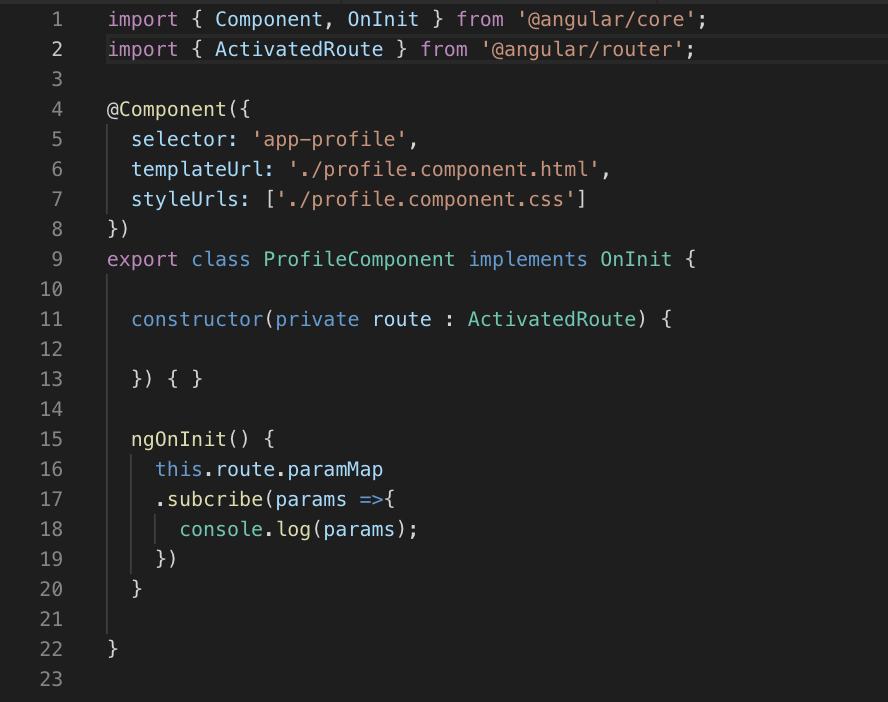 1 import { Component, OnInit } from '@angular/core';
2 import { ActivatedRoute } from '@angular/router';
3
4 @Component({
5   selector: 'app-profile',
6   templateUrl: './profile.component.html',
7   styleUrls: ['./profile.component.css']
8 })
9 export class ProfileComponent implements OnInit {
10
11   constructor(private route : ActivatedRoute) {
12
13   }) { }
14
15   ngOnInit() {
16     this.route.paramMap
17     .subcribe(params =>{
18       console.log(params);
19     })
20   }
21
22 }
23